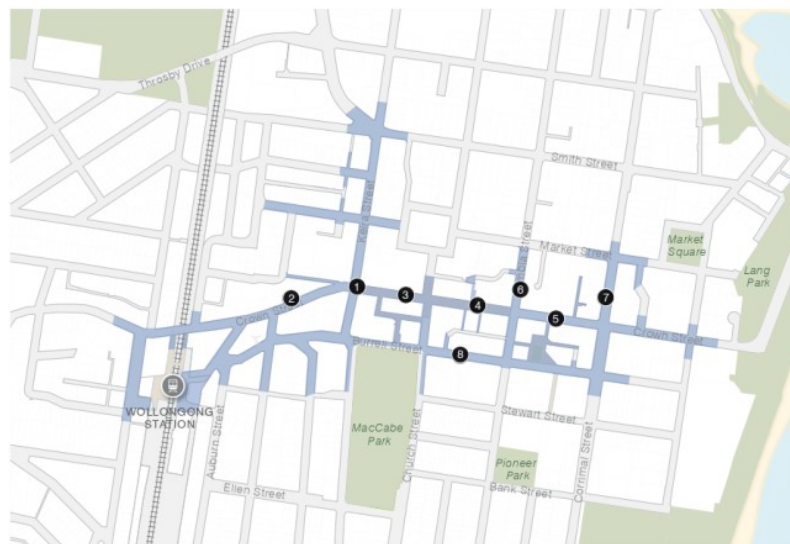 Throsby Drive
Smith Street
Keira Street
Market Street
Market
Square
Lang
Park
6
7
1
2
3
4
5
Crown Street
Crown Street
Burelli Street
8
WOLLONGONG
STATION
Auburn Street
MacCabe
Park
Church Street
Stewart Street
Corrimal Street
Pioneer
Park
Bank Street
Ellen Street